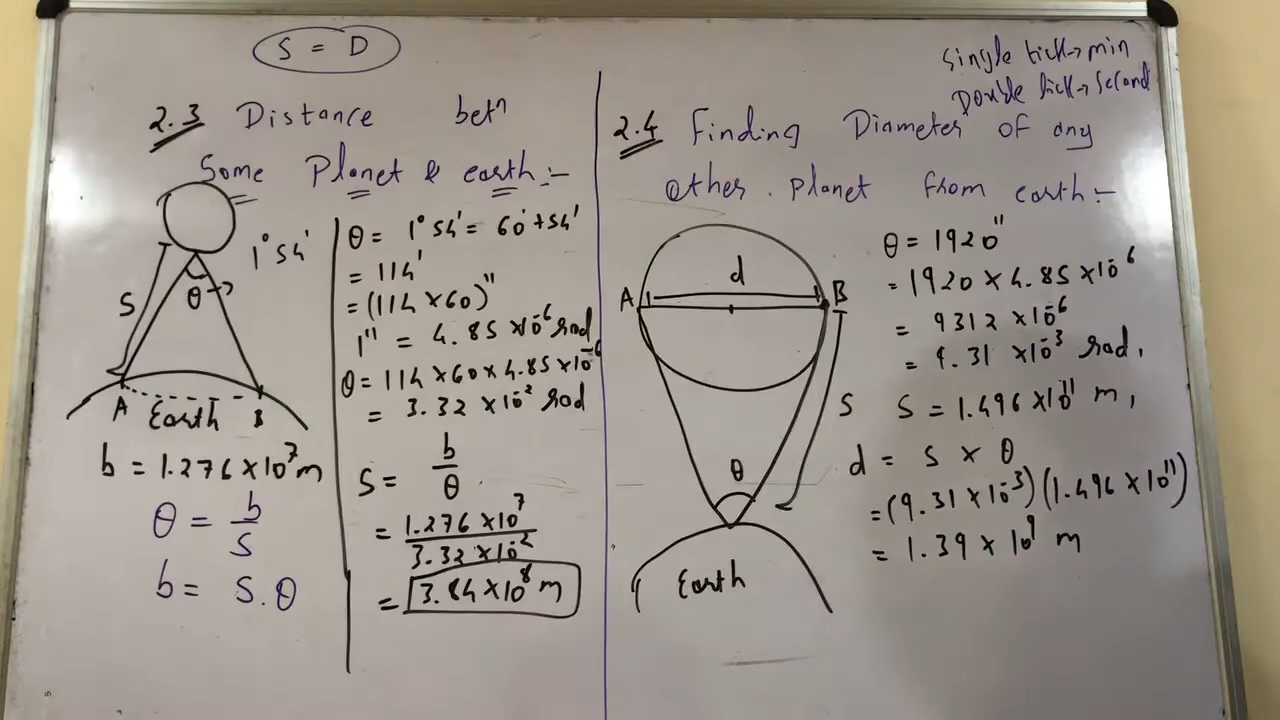 S = D
Single tick → min
Double tick → Second
2.3 Distance betⁿ
Some Planet & earth :-
1° 54'
θ
S
A
Earth
B
b = 1.276 × 10⁷ m
θ = b/S
b = S.θ
θ = 1° 54' = 60' + 54'
= 114'
= (114 × 60)"
1" = 4.85 × 10⁻⁶ rad
θ = 114 × 60 × 4.85 × 10⁻⁶
= 3.32 × 10⁻² rad
S = b/θ
= 1.276 × 10⁷ / 3.32 × 10⁻²
= 3.84 × 10⁸ m
2.4 Finding Diameter of any
other planet from earth :-
d
A
B
S
θ
Earth
θ = 1920"
= 1920 × 4.85 × 10⁻⁶
= 9312 × 10⁻⁶
= 9.31 × 10⁻³ rad,
S = 1.496 × 10¹¹ m,
d = S × θ
= (9.31 × 10⁻³) (1.496 × 10¹¹)
= 1.39 × 10⁹ m